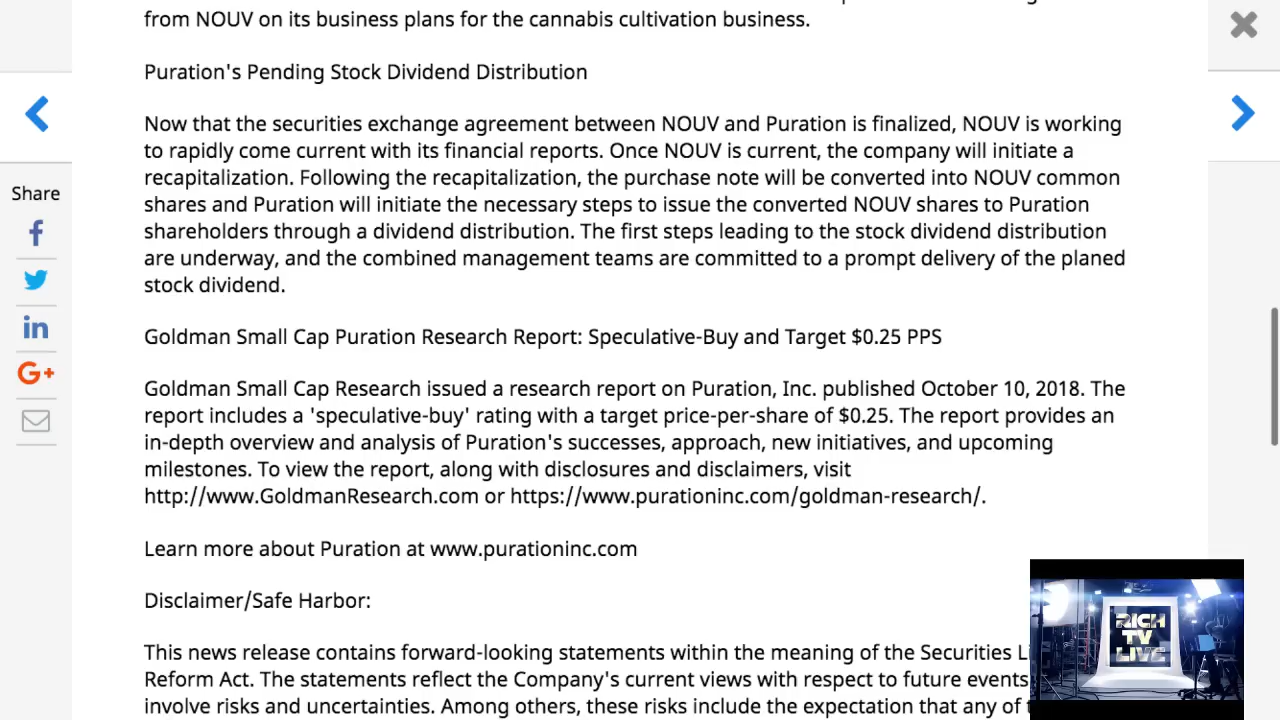 from NOUV on its business plans for the cannabis cultivation business.
Puration's Pending Stock Dividend Distribution
Now that the securities exchange agreement between NOUV and Puration is finalized, NOUV is working
to rapidly come current with its financial reports. Once NOUV is current, the company will initiate a
recapitalization. Following the recapitalization, the purchase note will be converted into NOUV common
shares and Puration will initiate the necessary steps to issue the converted NOUV shares to Puration
shareholders through a dividend distribution. The first steps leading to the stock dividend distribution
are underway, and the combined management teams are committed to a prompt delivery of the planed
stock dividend.
Goldman Small Cap Puration Research Report: Speculative-Buy and Target $0.25 PPS
Goldman Small Cap Research issued a research report on Puration, Inc. published October 10, 2018. The
report includes a 'speculative-buy' rating with a target price-per-share of $0.25. The report provides an
in-depth overview and analysis of Puration's successes, approach, new initiatives, and upcoming
milestones. To view the report, along with disclosures and disclaimers, visit
http://www.GoldmanResearch.com or https://www.purationinc.com/goldman-research/.
Learn more about Puration at www.purationinc.com
Disclaimer/Safe Harbor:
This news release contains forward-looking statements within the meaning of the Securities
Reform Act. The statements reflect the Company's current views with respect to future events
involve risks and uncertainties. Among others, these risks include the expectation that any of
Share
f
in
G+
RICH
TV
LIVE